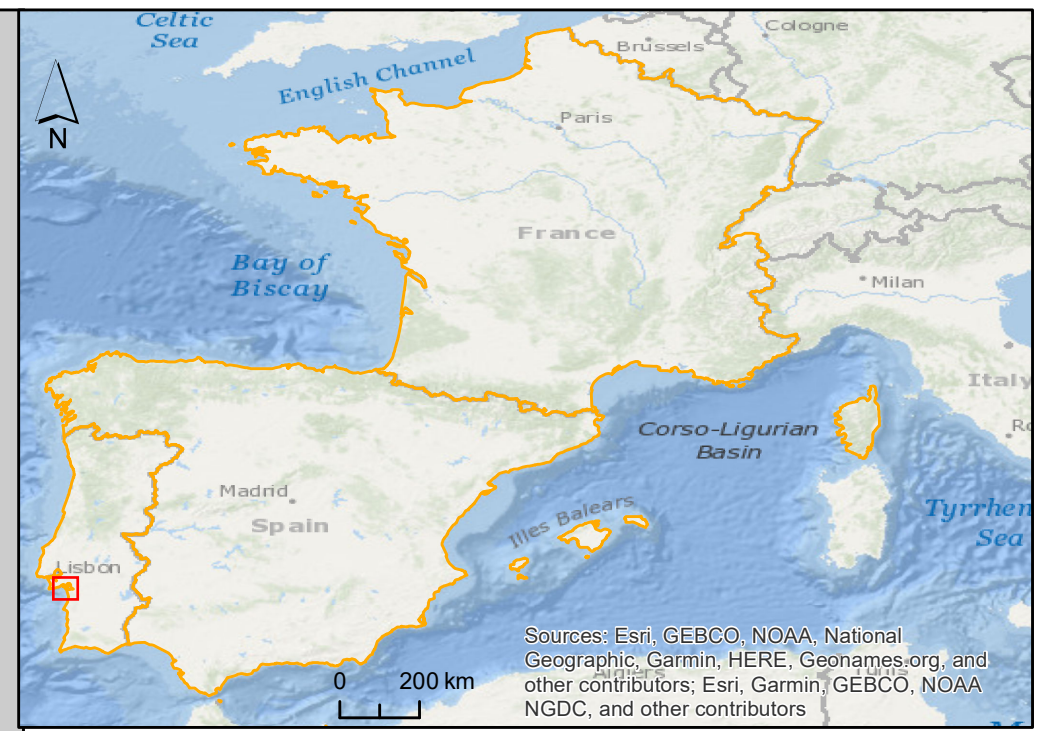 Celtic
Sea
Cologne
Brussels
English Channel
N
Paris
France
Bay of
Biscay
Milan
Italy
Corso-Ligurian
Basin
Madrid
Spain
Illes Balears
Tyrrhen
Sea
Lisbon
0 200 km
Algiers
Tunis
Sources: Esri, GEBCO, NOAA, National
Geographic, Garmin, HERE, Geonames.org, and
other contributors; Esri, Garmin, GEBCO, NOAA
NGDC, and other contributors